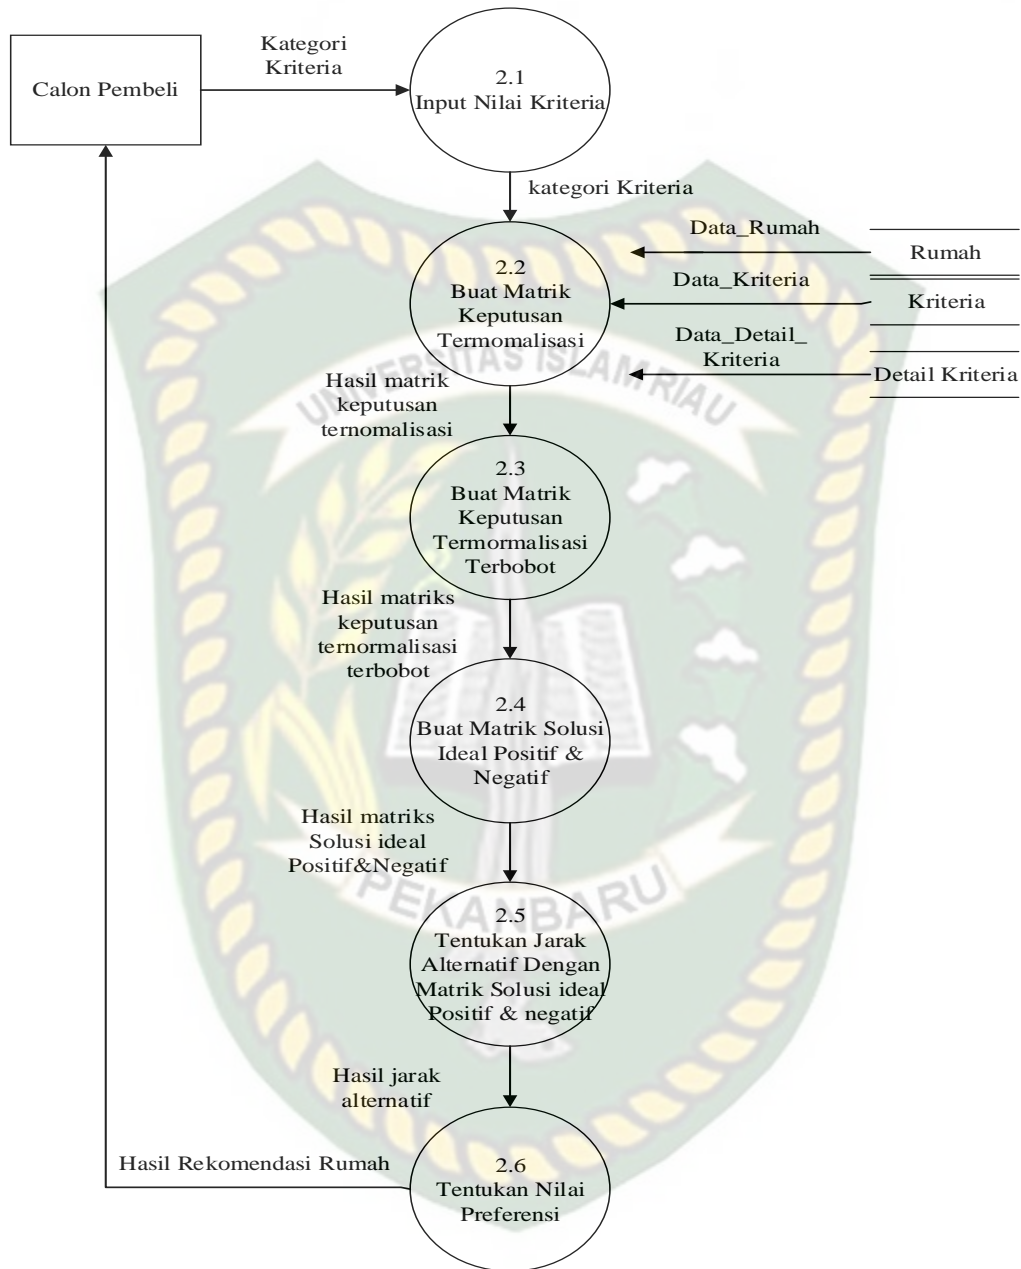 Kategori
Kriteria
Calon Pembeli
2.1
Input Nilai Kriteria
kategori Kriteria
Data_Rumah
Rumah
2.2
Buat Matrik
Keputusan
Termomalisasi
Data_Kriteria
Kriteria
Data_Detail_
Kriteria
Detail Kriteria
UNIVERSITAS ISLAM RIAU
Hasil matrik
keputusan
ternomalisasi
2.3
Buat Matrik
Keputusan
Termormalisasi
Terbobot
Hasil matriks
keputusan
ternormalisasi
terbobot
2.4
Buat Matrik Solusi
Ideal Positif &
Negatif
Hasil matriks
Solusi ideal
Positif&Negatif
PEKANBARU
2.5
Tentukan Jarak
Alternatif Dengan
Matrik Solusi ideal
Positif & negatif
Hasil jarak
alternatif
Hasil Rekomendasi Rumah
2.6
Tentukan Nilai
Preferensi